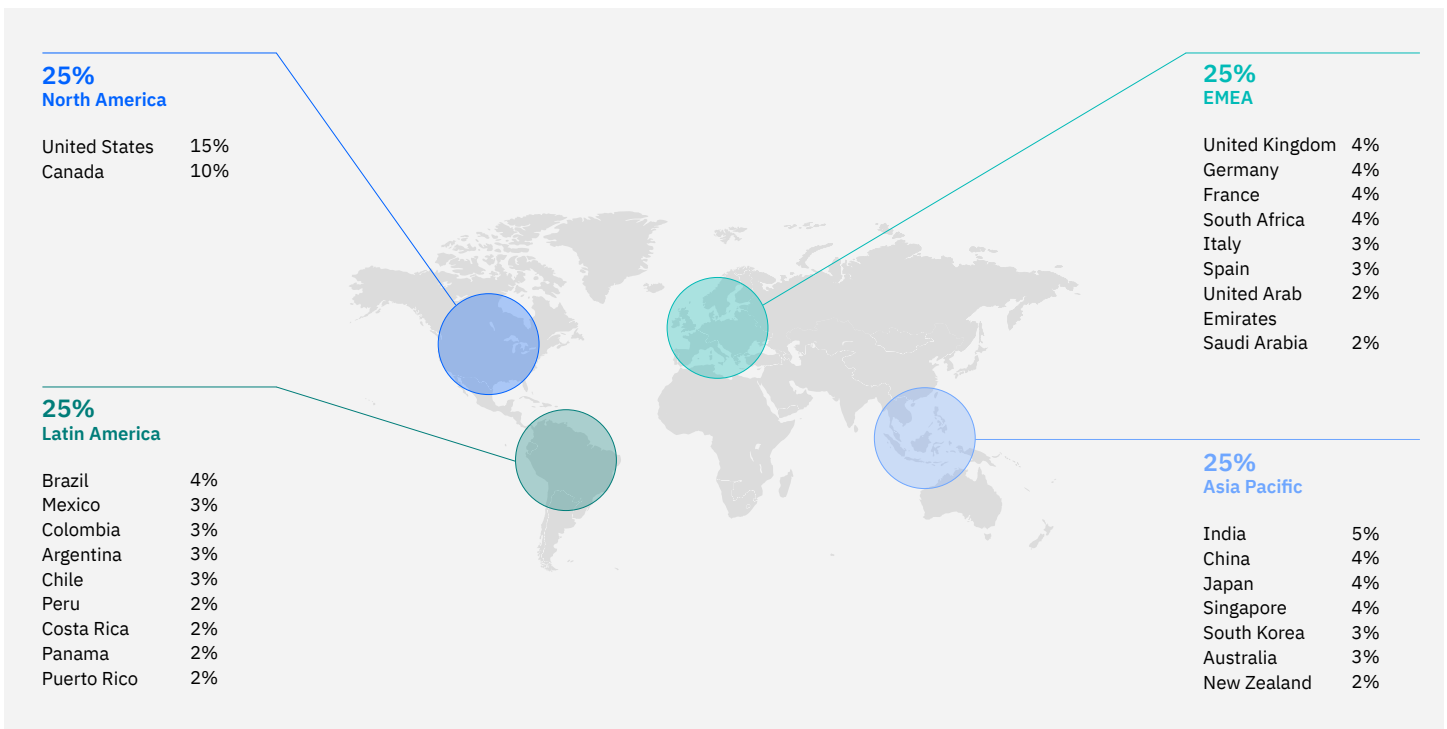 25%
North America
United States 15%
Canada 10%
25%
Latin America
Brazil 4%
Mexico 3%
Colombia 3%
Argentina 3%
Chile 3%
Peru 2%
Costa Rica 2%
Panama 2%
Puerto Rico 2%
25%
EMEA
United Kingdom 4%
Germany 4%
France 4%
South Africa 4%
Italy 3%
Spain 3%
United Arab 2%
Emirates
Saudi Arabia 2%
25%
Asia Pacific
India 5%
China 4%
Japan 4%
Singapore 4%
South Korea 3%
Australia 3%
New Zealand 2%